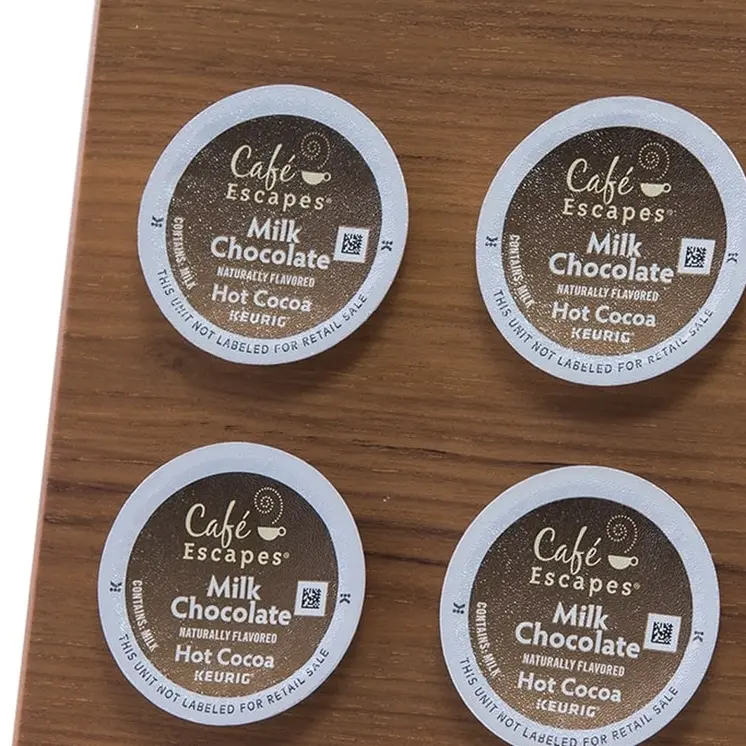 Café
Escapes®
Milk
Chocolate
NATURALLY FLAVORED
Hot Cocoa
KEURIG®
CONTAINS: MILK
THIS UNIT NOT LABELED FOR RETAIL SALE
Café
Escapes®
Milk
Chocolate
NATURALLY FLAVORED
Hot Cocoa
KEURIG®
CONTAINS: MILK
THIS UNIT NOT LABELED FOR RETAIL SALE
Café
Escapes®
Milk
Chocolate
NATURALLY FLAVORED
Hot Cocoa
KEURIG®
CONTAINS: MILK
THIS UNIT NOT LABELED FOR RETAIL SALE
Café
Escapes®
Milk
Chocolate
NATURALLY FLAVORED
Hot Cocoa
KEURIG®
CONTAINS: MILK
THIS UNIT NOT LABELED FOR RETAIL SALE